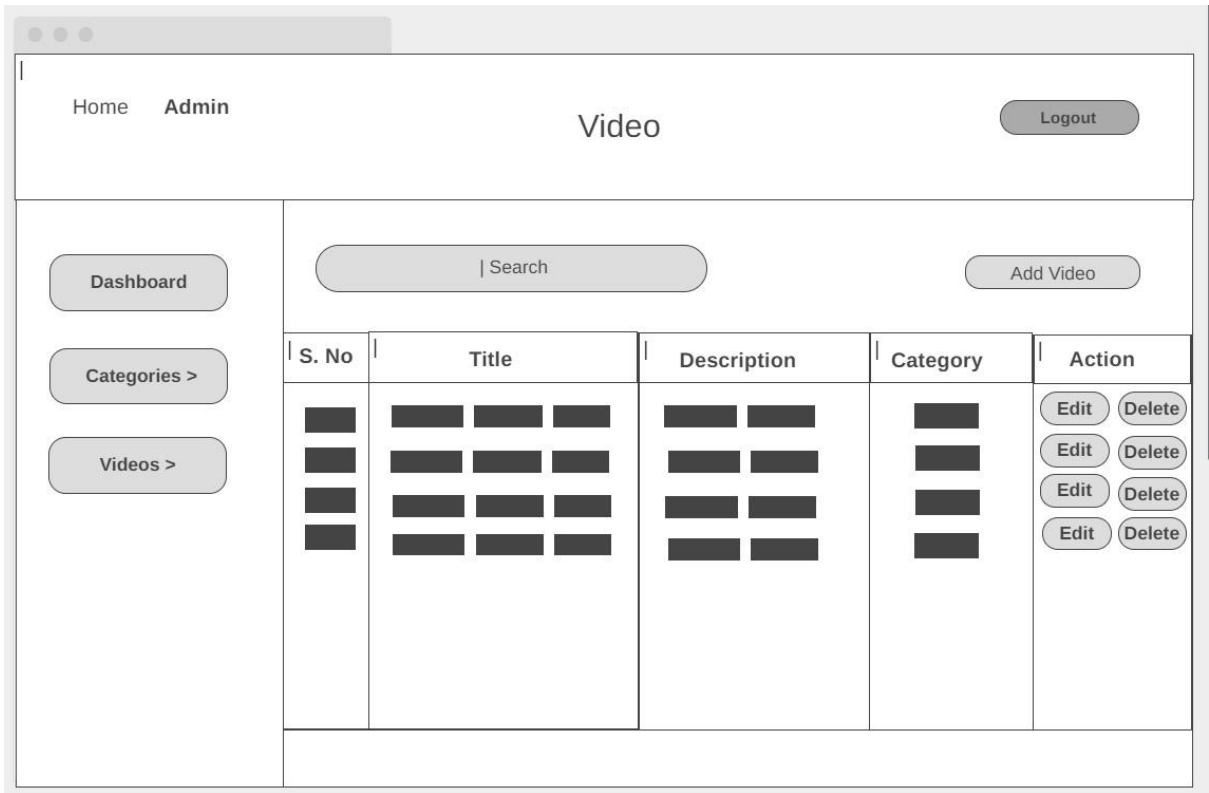 Home Admin
Video
Logout
Dashboard
Categories >
Videos >
| Search
Add Video
S. No Title Description Category Action
Edit Delete
Edit Delete
Edit Delete
Edit Delete